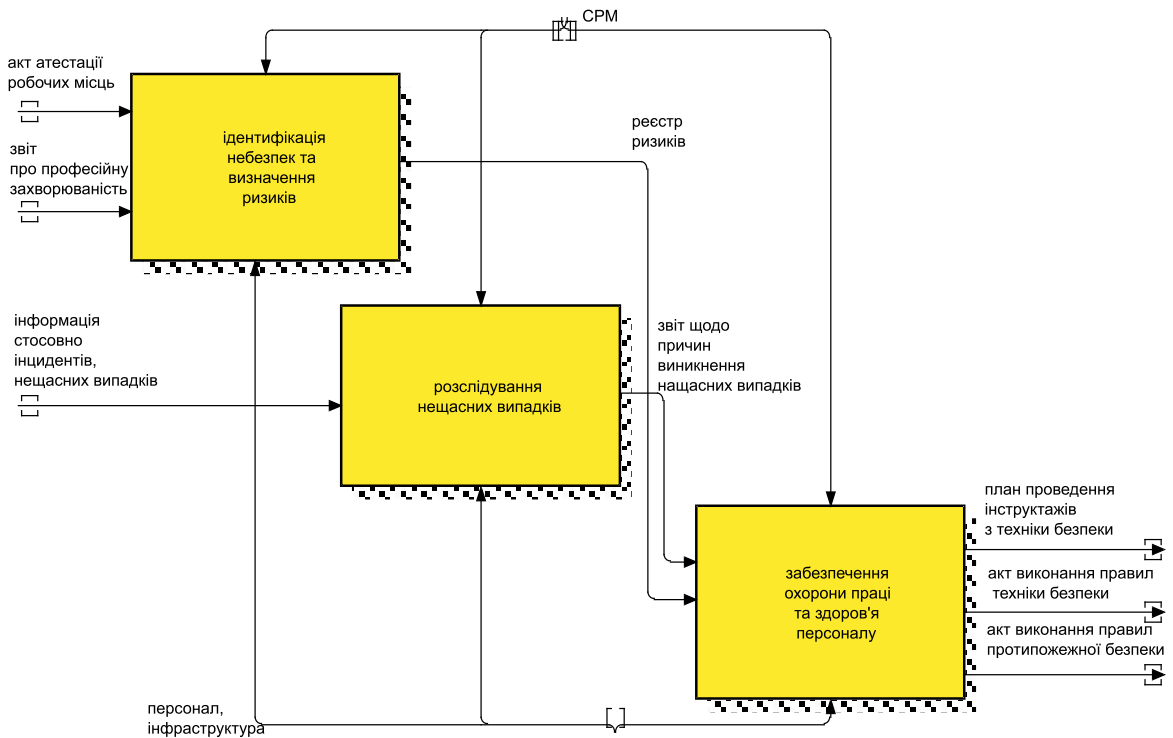 СРМ
акт атестації
робочих місць
звіт
про професійну
захворюваність
ідентифікація
небезпек та
визначення
ризиків
реєстр
ризиків
інформація
стосовно
інцидентів,
нещасних випадків
розслідування
нещасних випадків
звіт щодо
причин
виникнення
нащасних випадків
план проведення
інструктажів
з техніки безпеки
забезпечення
охорони праці
та здоров'я
персоналу
акт виконання правил
техніки безпеки
акт виконання правил
протипожежної безпеки
персонал,
інфраструктура